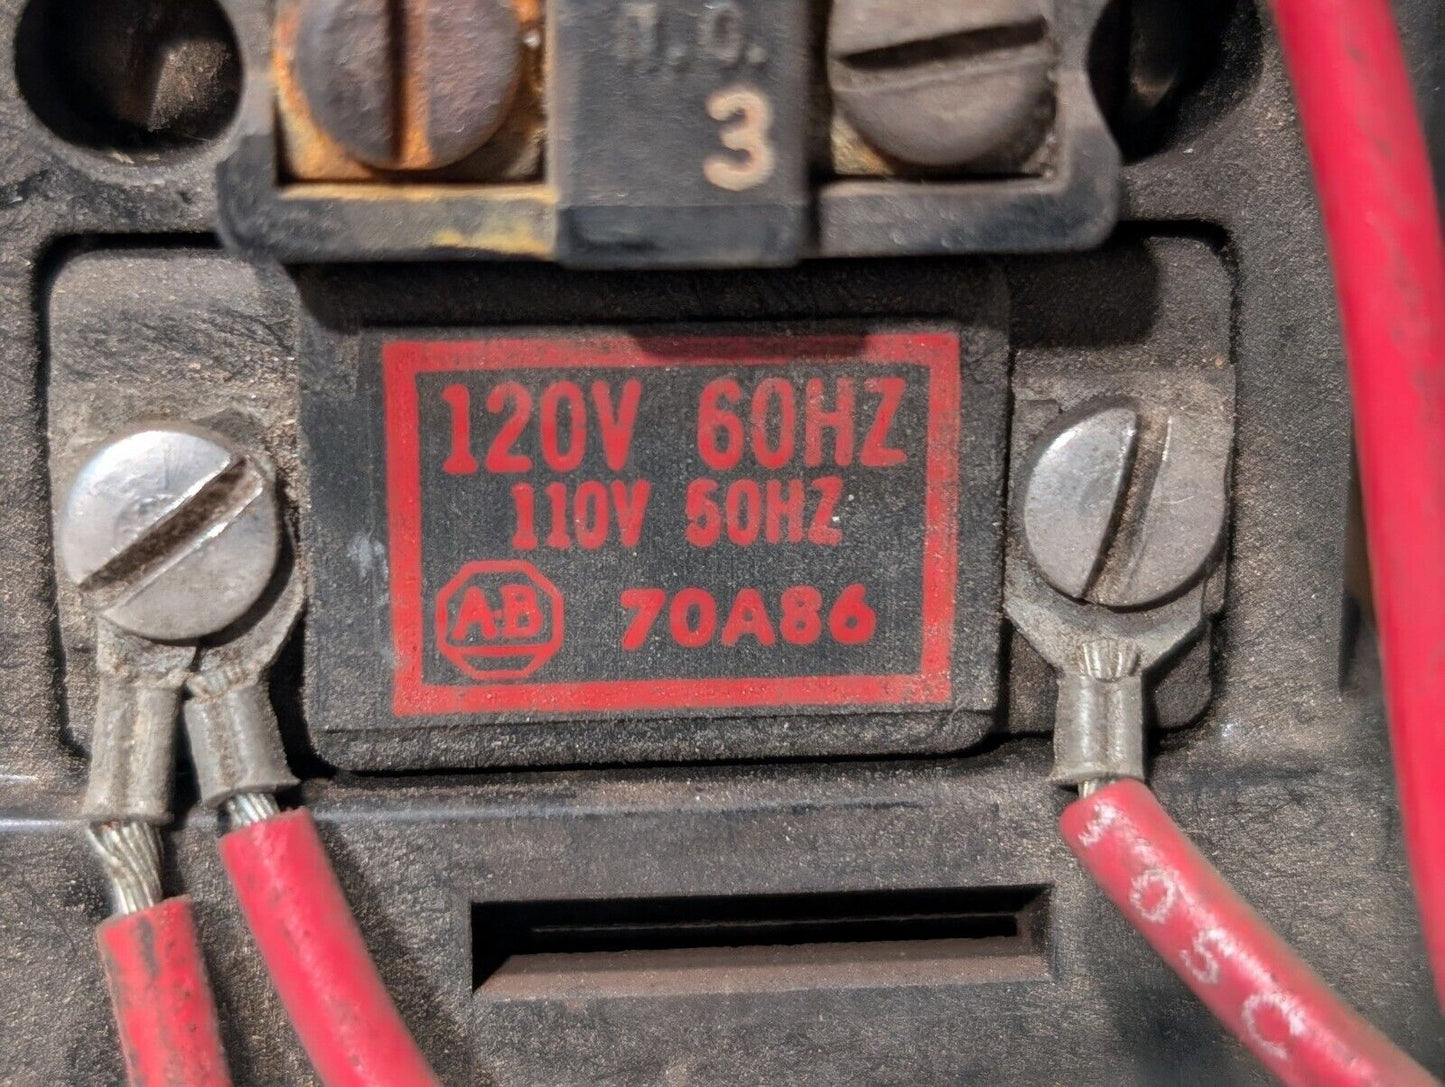 N.O.
3
120V 60HZ
110V 50HZ
A-B 70A86